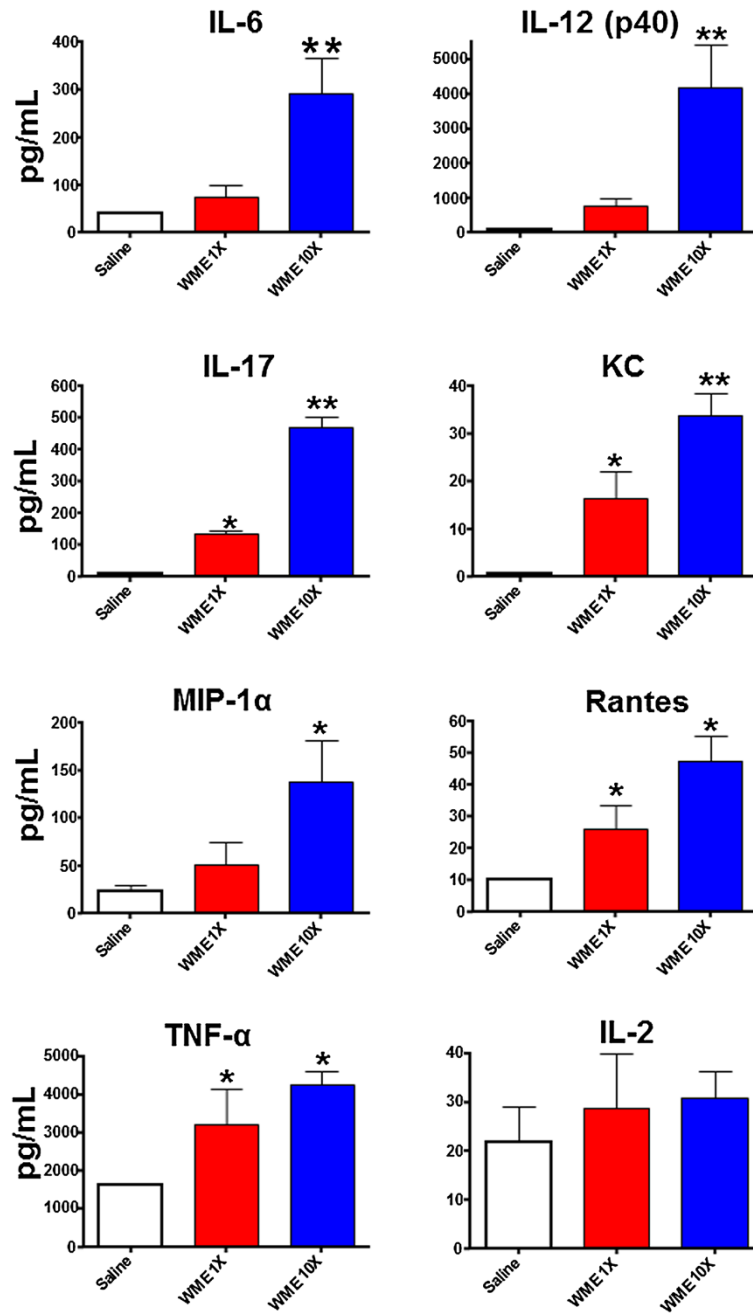 IL-6
IL-12 (p40)
**
**
400
300
200
100
0
pg/mL
5000
4000
3000
2000
1000
0
Saline
WME1X
WME10X
Saline
WME1X
WME10X
IL-17
KC
**
*
**
*
600
500
400
300
200
100
0
pg/mL
40
30
20
10
0
Saline
WME1X
WME10X
Saline
WME1X
WME10X
MIP-1α
Rantes
*
*
*
200
150
100
50
0
pg/mL
60
50
40
30
20
10
0
Saline
WME1X
WME10X
Saline
WME1X
WME10X
TNF-α
IL-2
*
*
5000
4000
3000
2000
1000
0
pg/mL
40
30
20
10
0
Saline
WME1X
WME10X
Saline
WME1X
WME10X